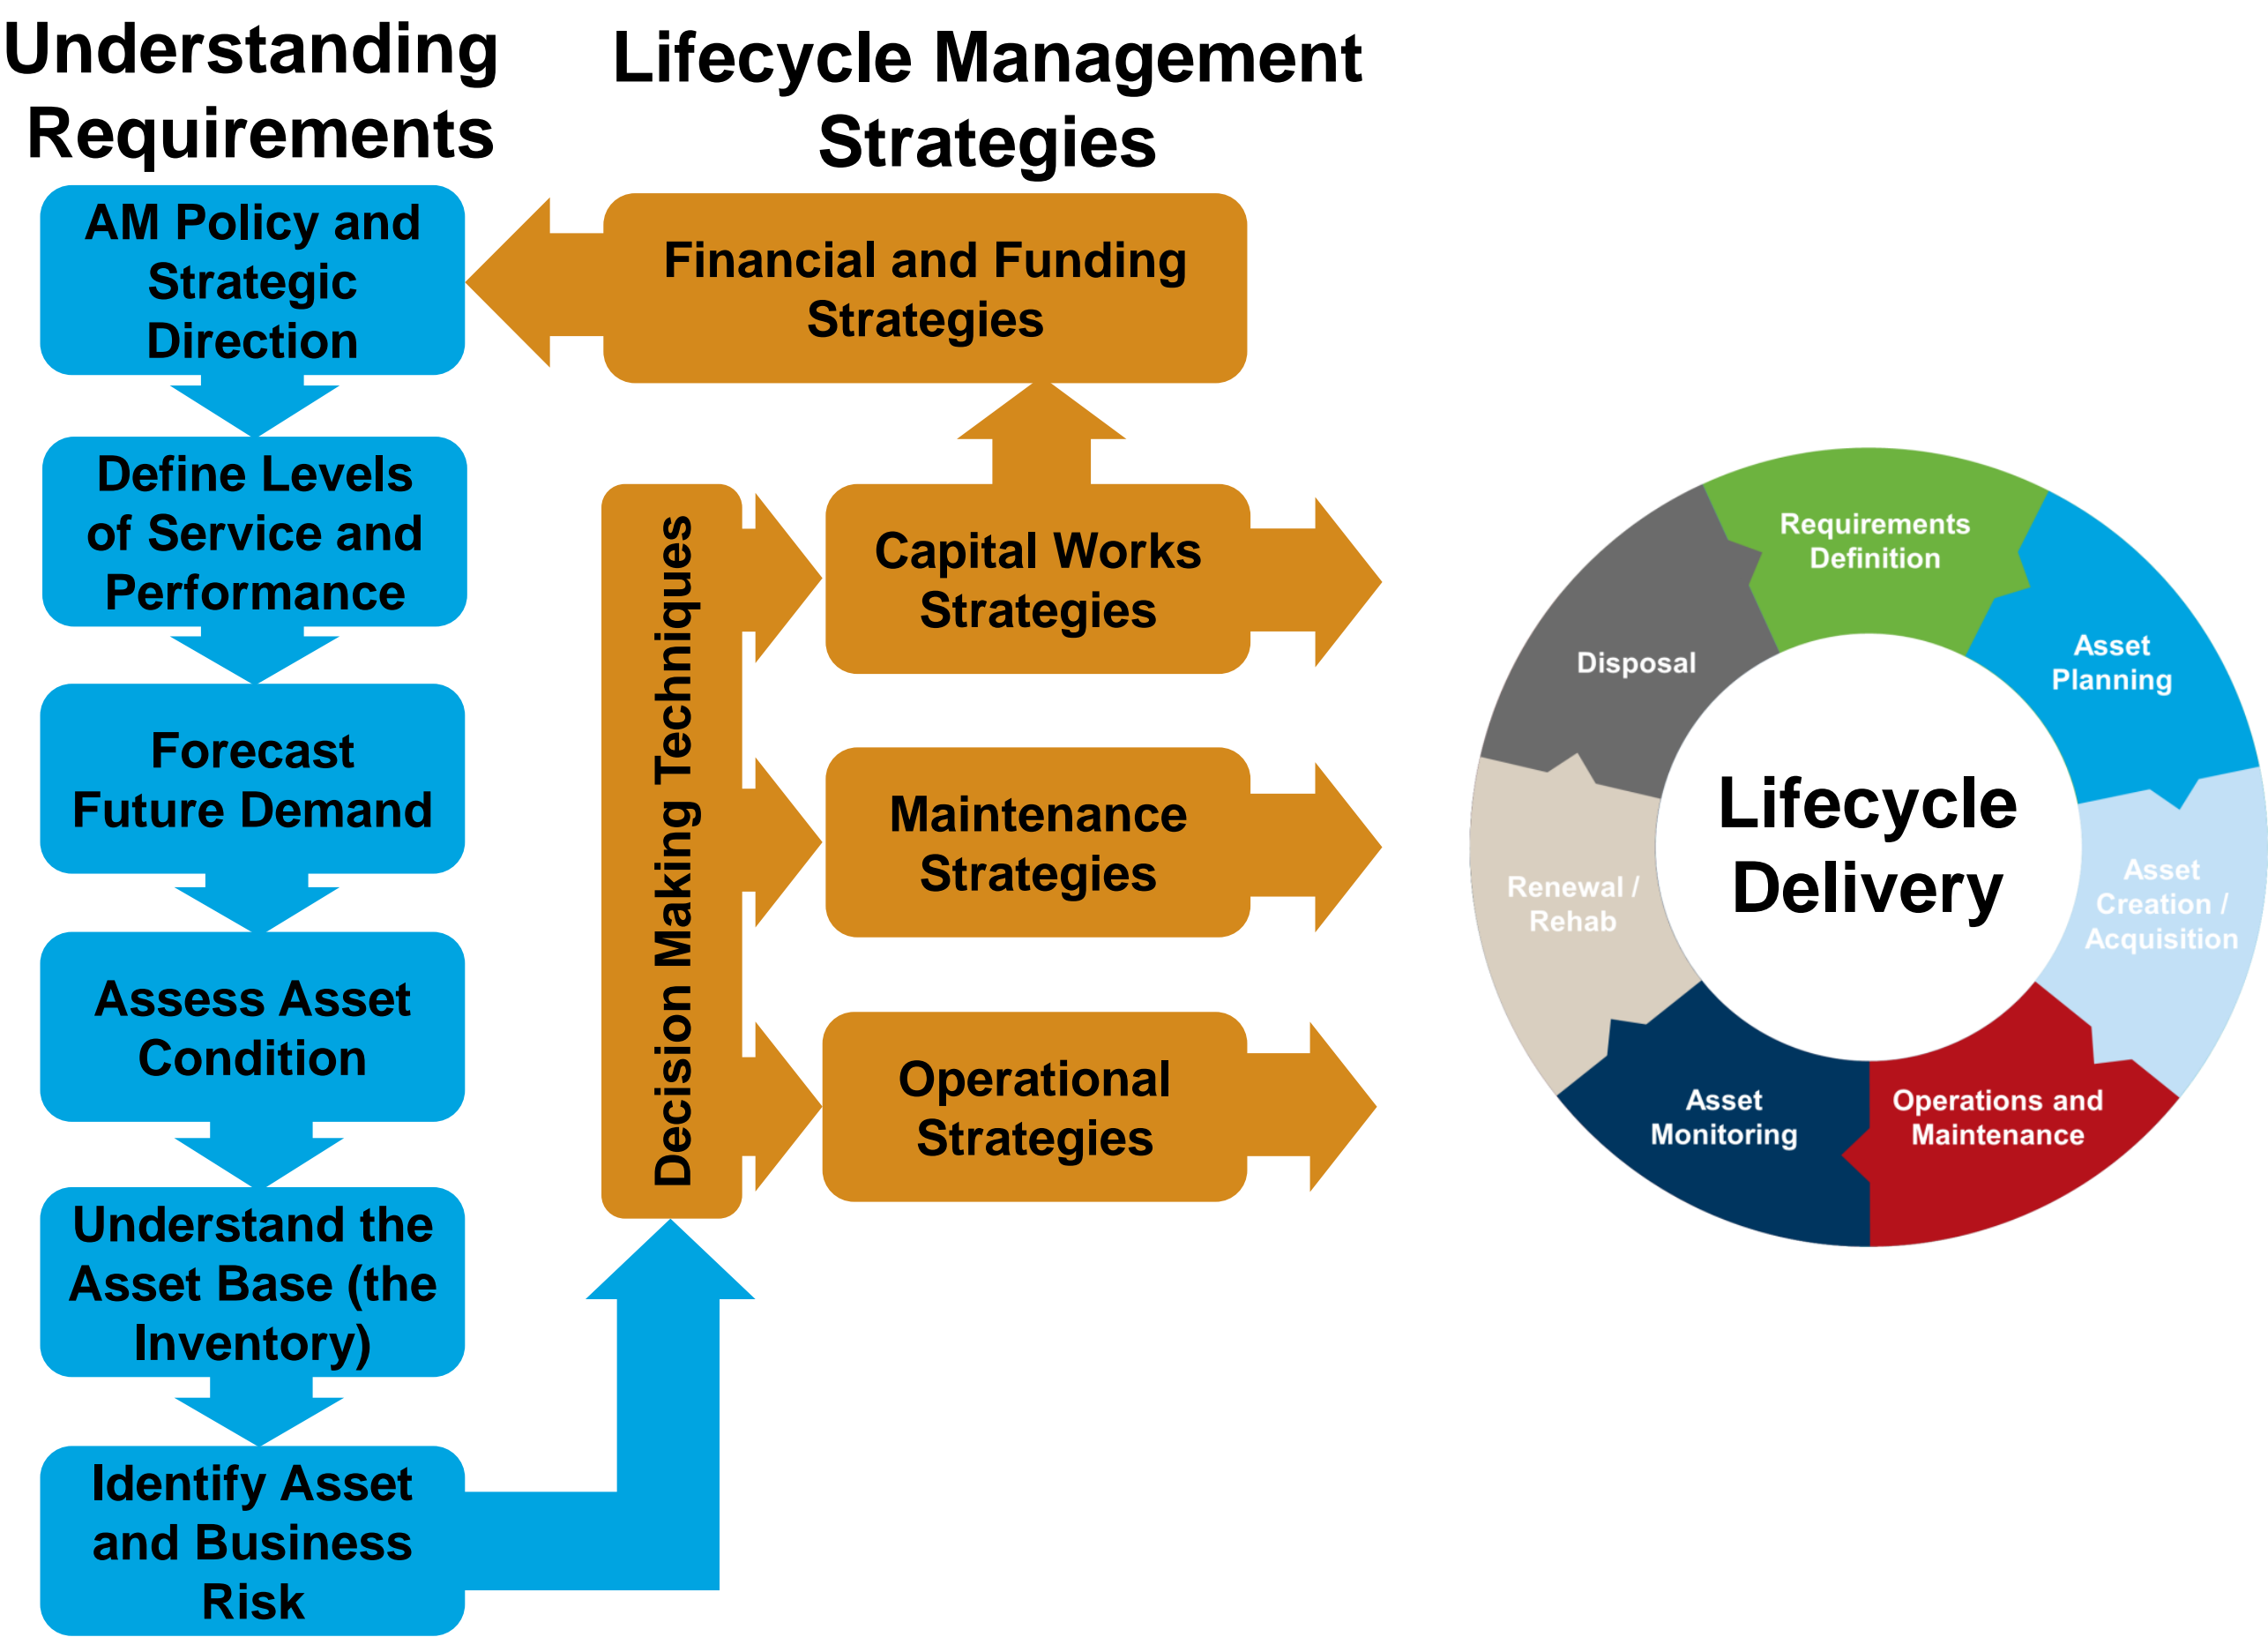 Understanding
Requirements
AM Policy and
Strategic
Direction
Define Levels
of Service and
Performance
Forecast
Future Demand
Assess Asset
Condition
Understand the
Asset Base (the
Inventory)
Identify Asset
and Business
Risk
Lifecycle Management
Strategies
Financial and Funding
Strategies
Decision Making Techniques
Capital Works
Strategies
Maintenance
Strategies
Operational
Strategies
Lifecycle
Delivery
Requirements
Definition
Asset
Planning
Asset
Creation /
Acquisition
Operations and
Maintenance
Asset
Monitoring
Renewal /
Rehab
Disposal